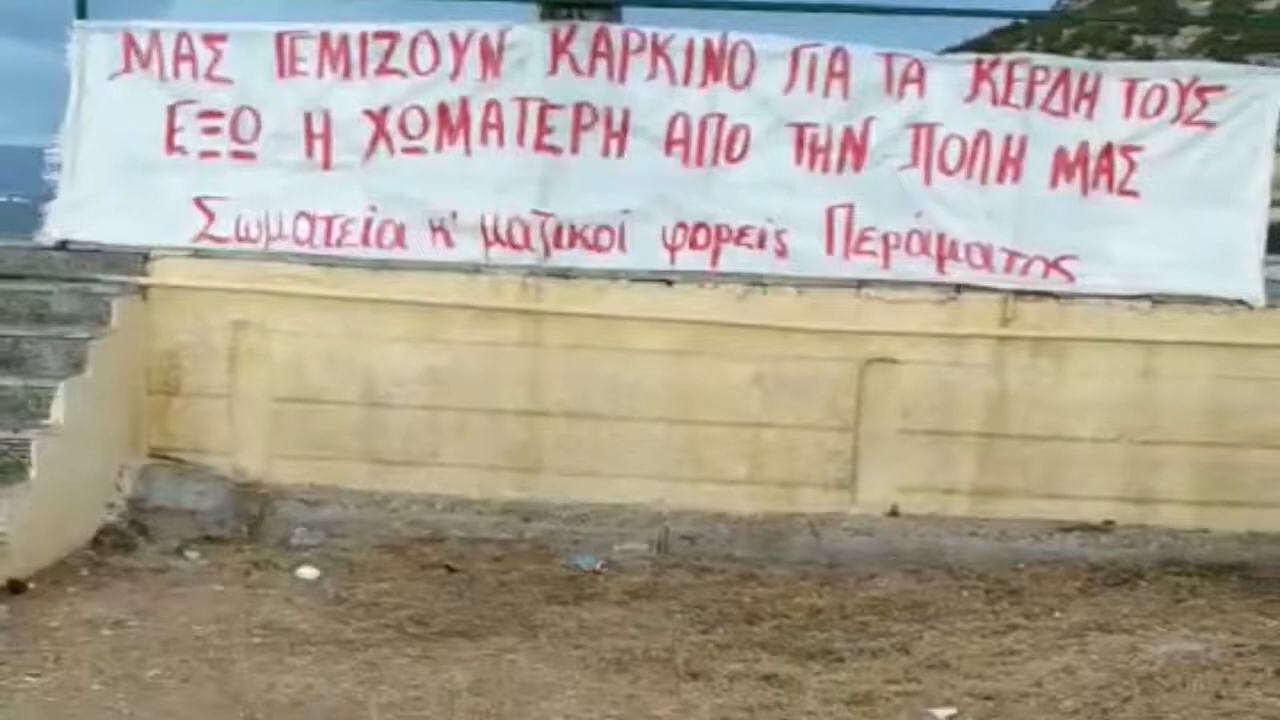 ΜΑΣ ΓΕΜΙΖΟΥΝ ΚΑΡΚΙΝΟ ΓΙΑ ΤΑ ΚΕΡΔΗ ΤΟΥΣ
ΕΞΩ Η ΧΩΜΑΤΕΡΗ ΑΠΟ ΤΗΝ ΠΟΛΗ ΜΑΣ
Σωματεία κ' μαζικοί φορείς Περάματος